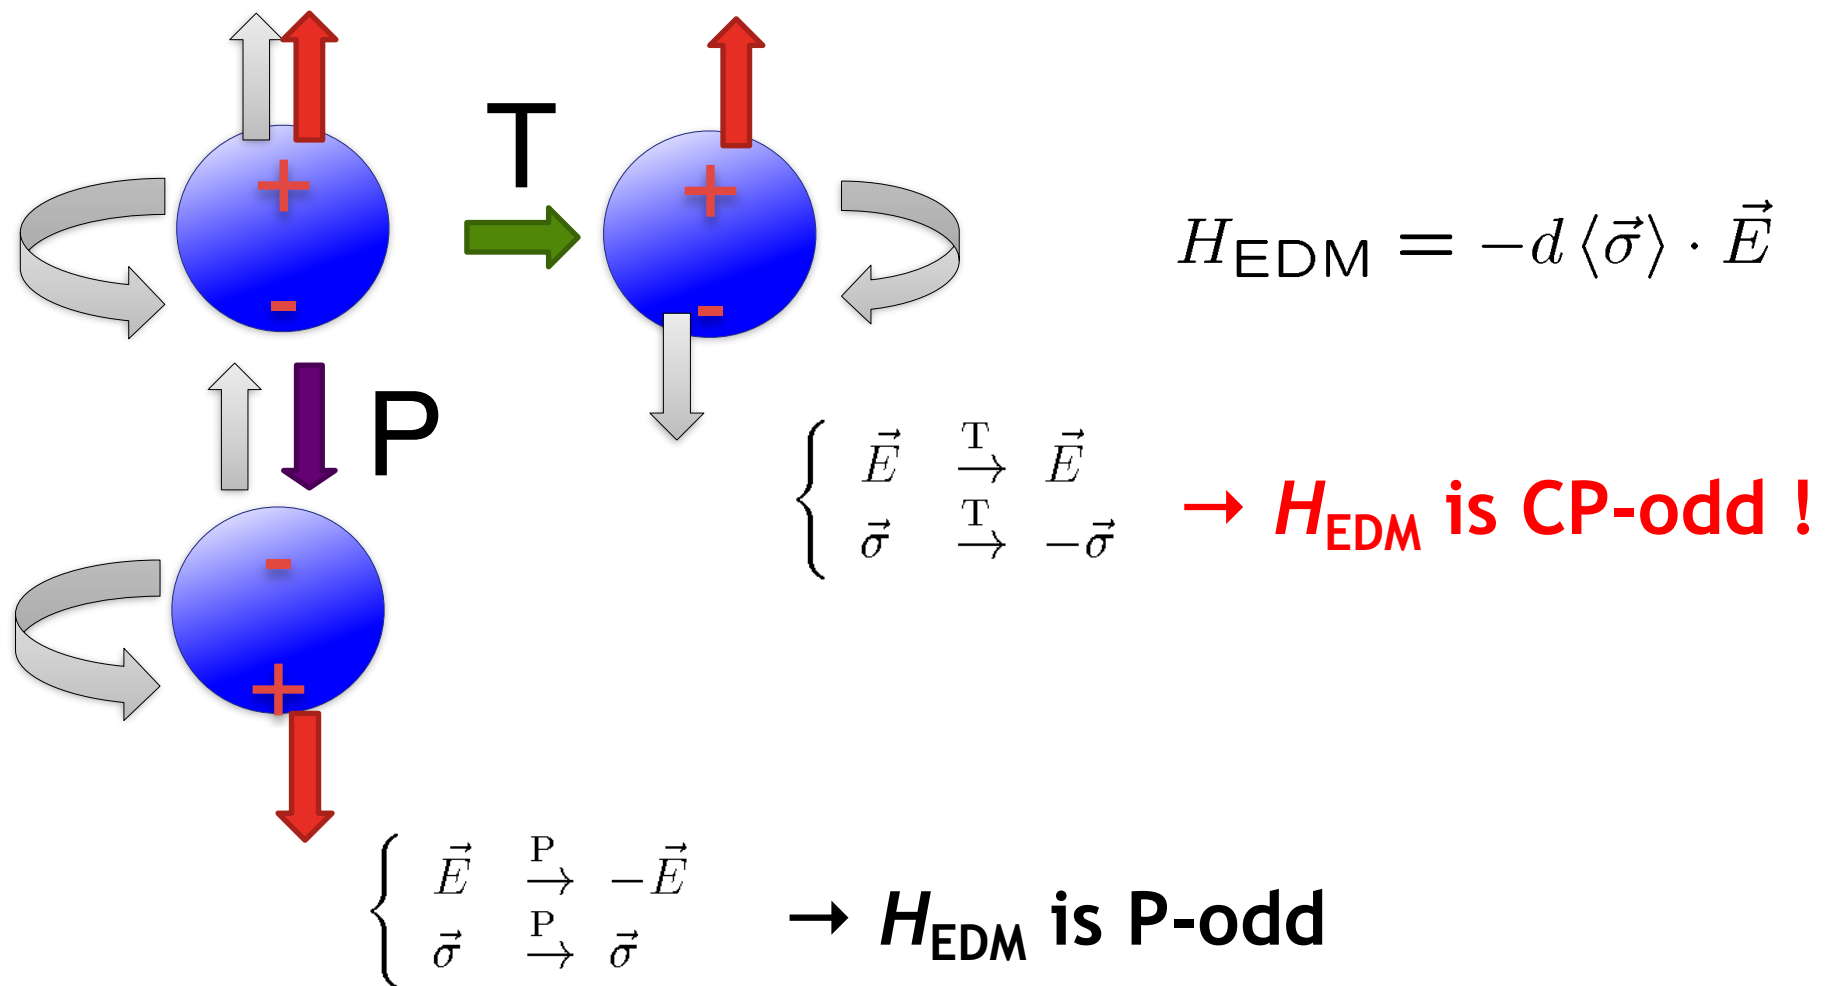 T
+
+
-
-
H_EDM = −d ⟨σ⃗⟩ · E⃗
P
E⃗ T→ E⃗
σ⃗ T→ −σ⃗
→ H_EDM is CP-odd !
-
+
E⃗ P→ −E⃗
σ⃗ P→ σ⃗
→ H_EDM is P-odd